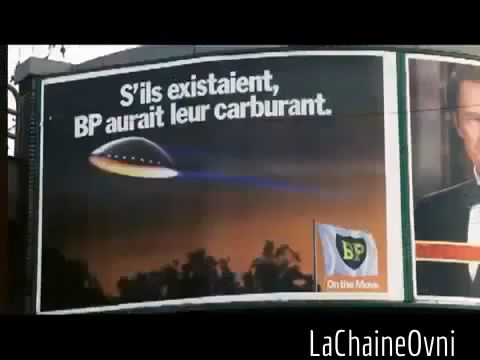 S'ils existaient,
BP aurait leur carburant.
BP
On the Move
LaChaineOvni